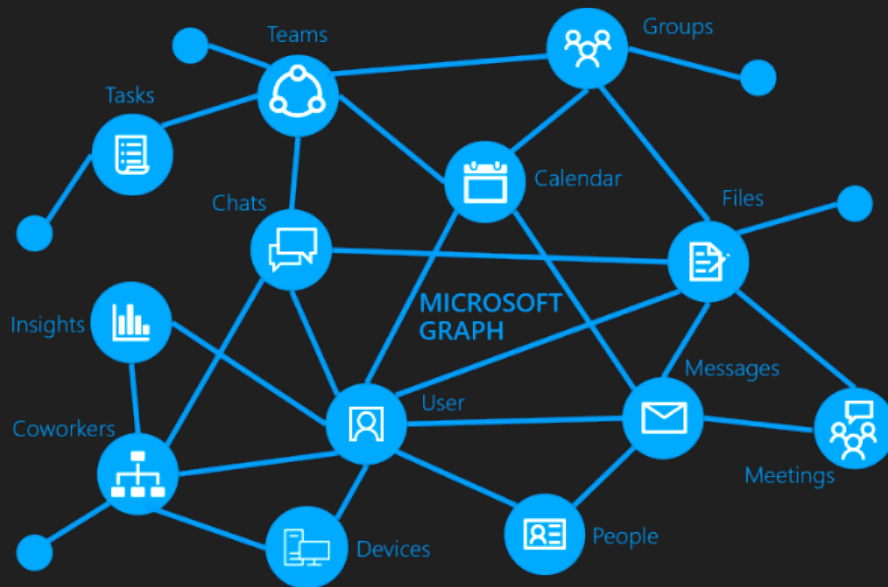 Teams
Groups
Tasks
Calendar
Chats
Files
Insights
MICROSOFT
GRAPH
Messages
User
Coworkers
Meetings
Devices
People